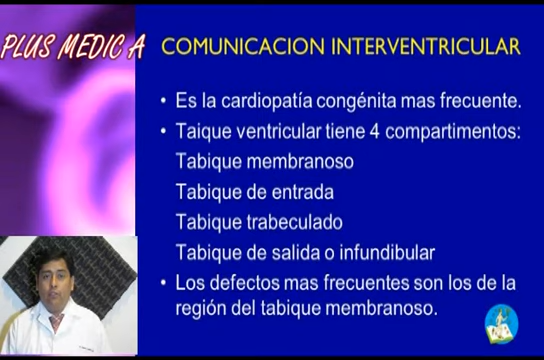 PLUS MEDIC A
COMUNICACION INTERVENTRICULAR
• Es la cardiopatía congénita mas frecuente.
• Taique ventricular tiene 4 compartimentos:
Tabique membranoso
Tabique de entrada
Tabique trabeculado
Tabique de salida o infundibular
• Los defectos mas frecuentes son los de la
región del tabique membranoso.